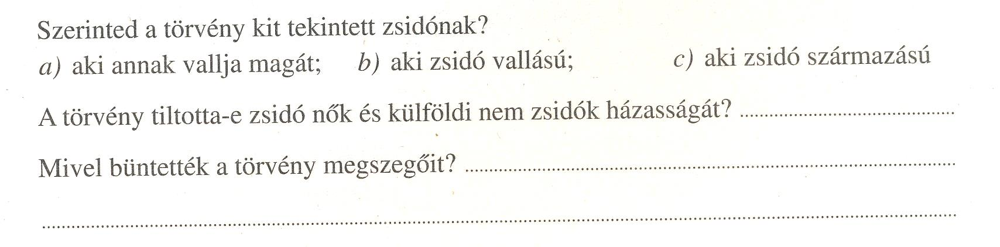 Szerinted a törvény kit tekintett zsidónak?
a) aki annak vallja magát; b) aki zsidó vallású; c) aki zsidó származású
A törvény tiltotta-e zsidó nők és külföldi nem zsidók házasságát? ........................................
Mivel büntették a törvény megszegőit? ........................................
........................................